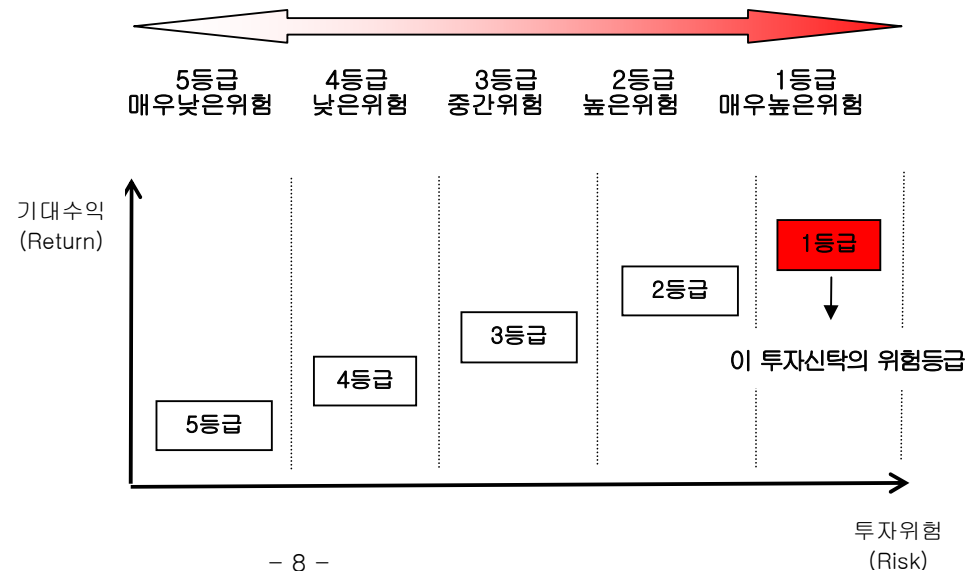 5등급 4등급 3등급 2등급 1등급
매우낮은위험 낮은위험 중간위험 높은위험 매우높은위험
기대수익
(Return)
1등급
2등급
3등급
이 투자신탁의 위험등급
4등급
5등급
투자위험
(Risk)
- 8 -